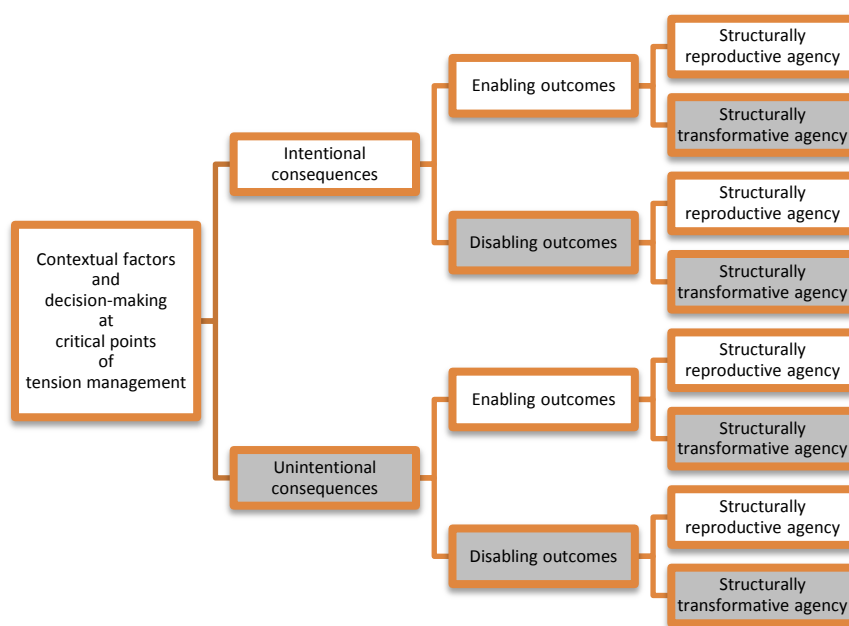 Contextual factors
and
decision-making
at
critical points
of
tension management
Intentional
consequences
Enabling outcomes
Structurally
reproductive agency
Structurally
transformative agency
Disabling outcomes
Structurally
reproductive agency
Structurally
transformative agency
Unintentional
consequences
Enabling outcomes
Structurally
reproductive agency
Structurally
transformative agency
Disabling outcomes
Structurally
reproductive agency
Structurally
transformative agency